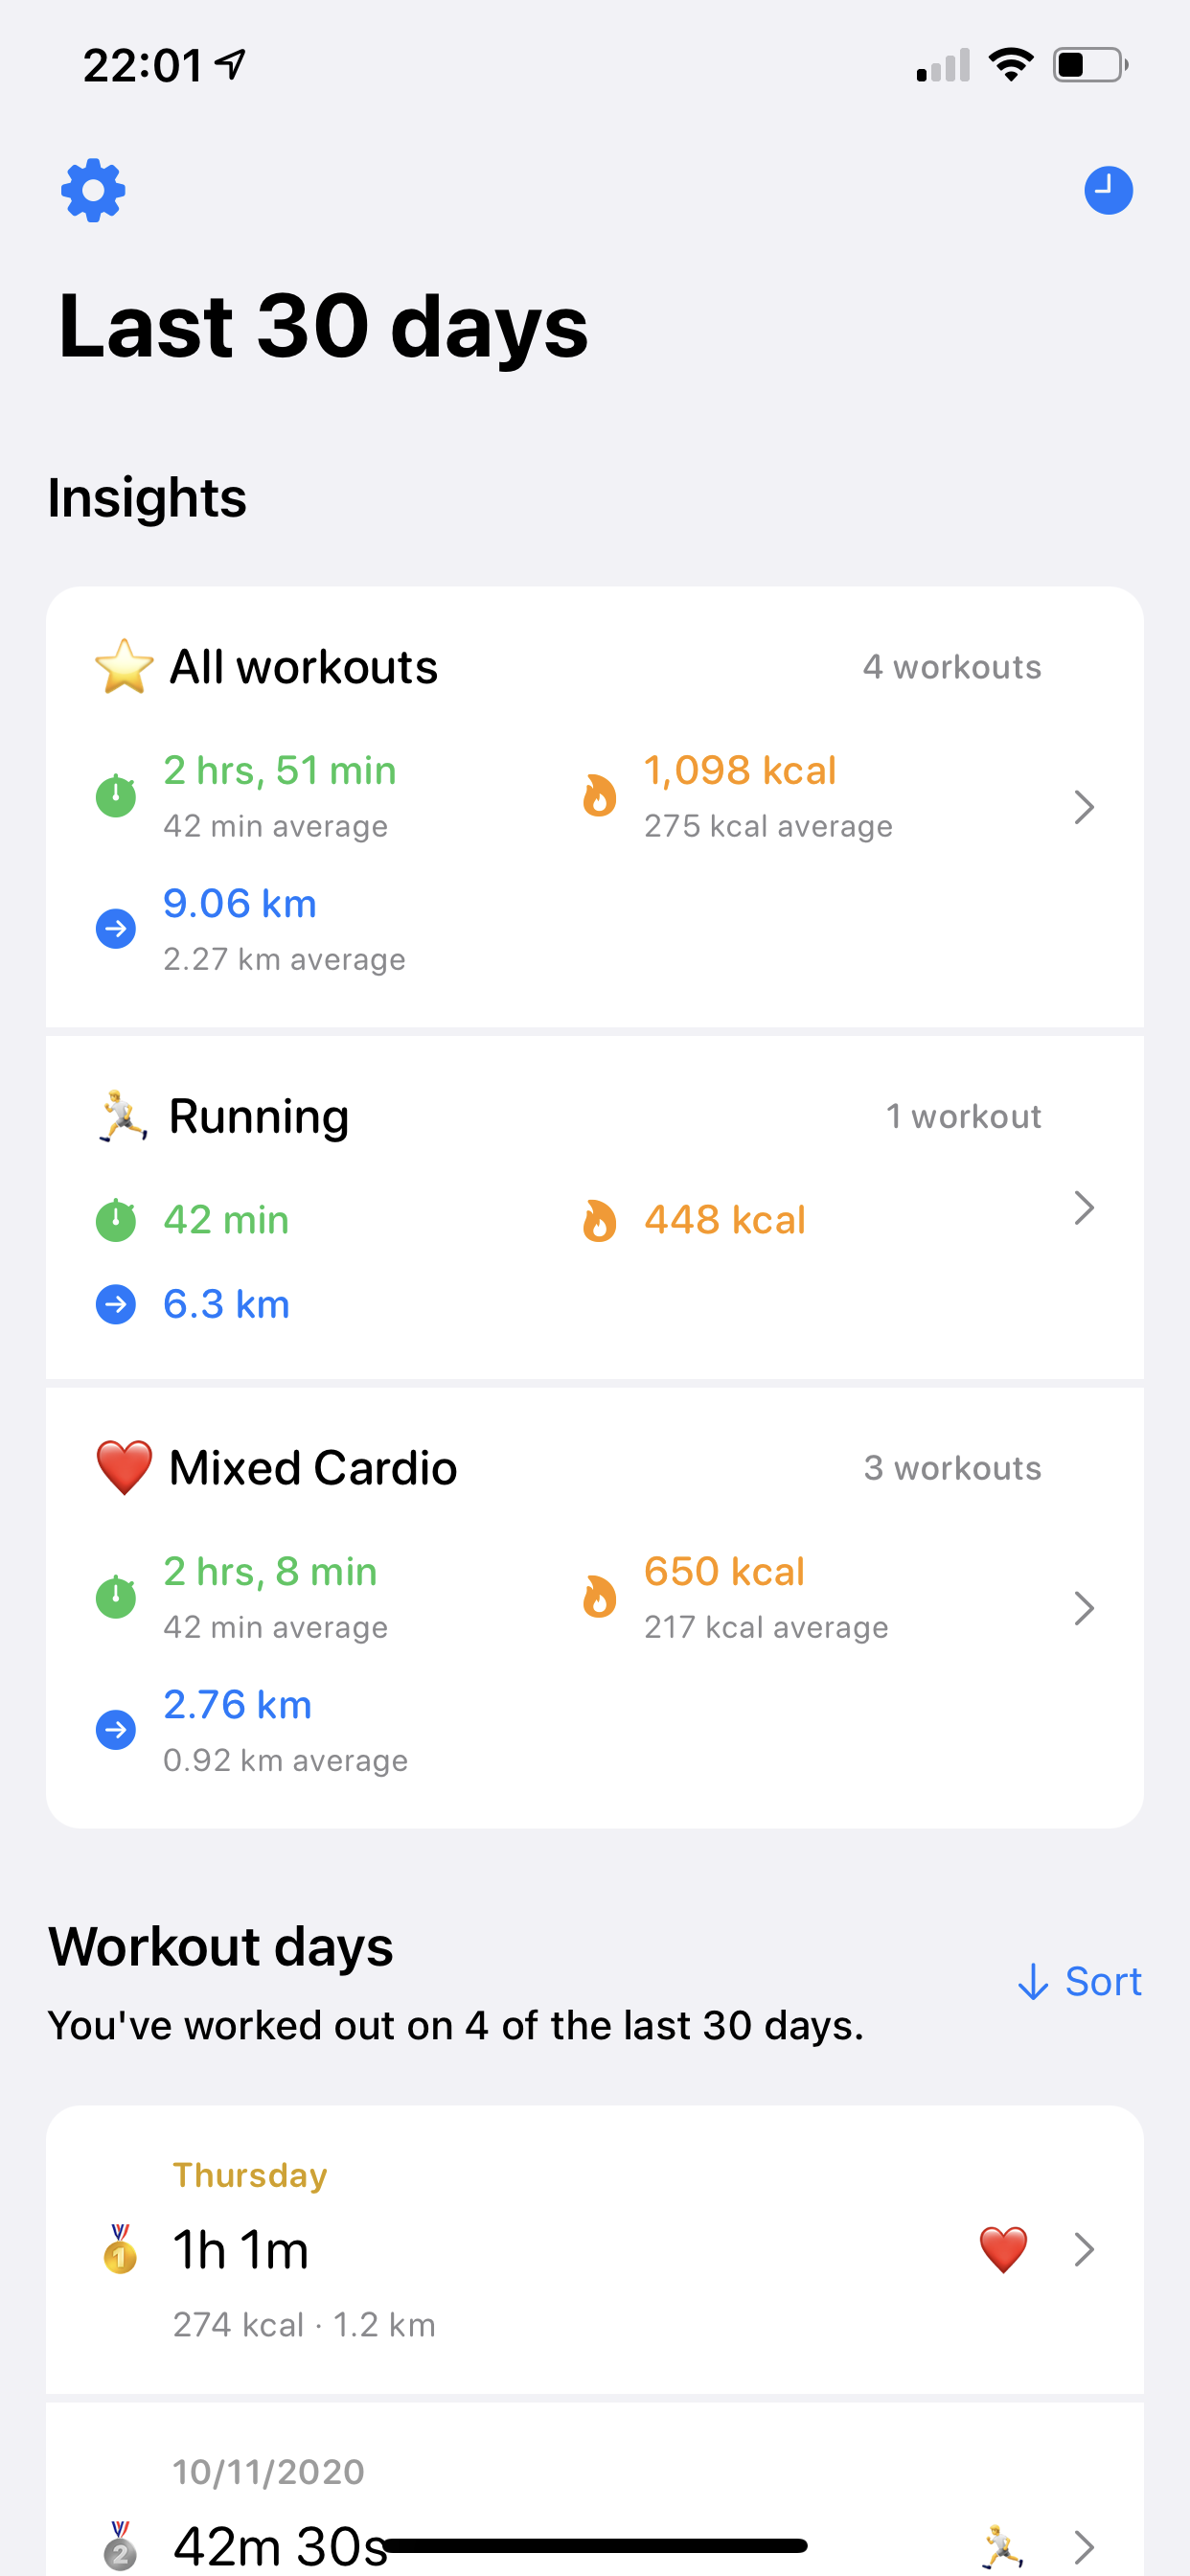 22:01
Last 30 days
Insights
All workouts
4 workouts
2 hrs, 51 min
1,098 kcal
42 min average
275 kcal average
9.06 km
2.27 km average
Running
1 workout
42 min
448 kcal
6.3 km
Mixed Cardio
3 workouts
2 hrs, 8 min
650 kcal
42 min average
217 kcal average
2.76 km
0.92 km average
Workout days
Sort
You've worked out on 4 of the last 30 days.
Thursday
1
1h 1m
274 kcal · 1.2 km
10/11/2020
2
42m 30s